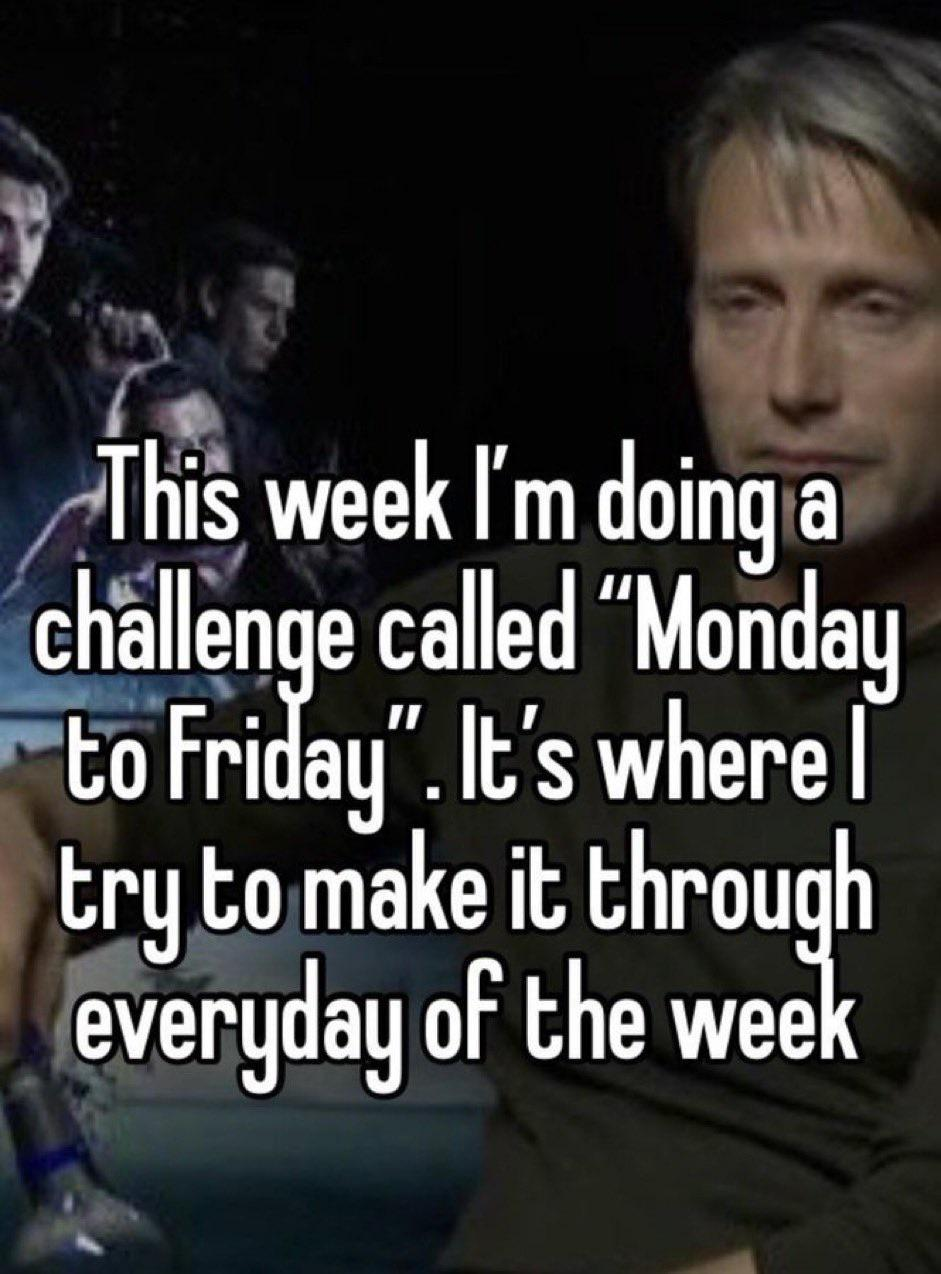 This week I'm doing a
challenge called “Monday
to Friday”. It's where I
try to make it through
everyday of the week